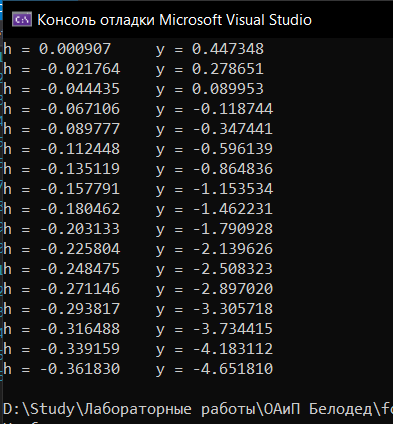 Консоль отладки Microsoft Visual Studio
h = 0.000907 y = 0.447348
h = -0.021764 y = 0.278651
h = -0.044435 y = 0.089953
h = -0.067106 y = -0.118744
h = -0.089777 y = -0.347441
h = -0.112448 y = -0.596139
h = -0.135119 y = -0.864836
h = -0.157791 y = -1.153534
h = -0.180462 y = -1.462231
h = -0.203133 y = -1.790928
h = -0.225804 y = -2.139626
h = -0.248475 y = -2.508323
h = -0.271146 y = -2.897020
h = -0.293817 y = -3.305718
h = -0.316488 y = -3.734415
h = -0.339159 y = -4.183112
h = -0.361830 y = -4.651810
D:\Study\Лабораторные работы\ОАиП Белодед\fo